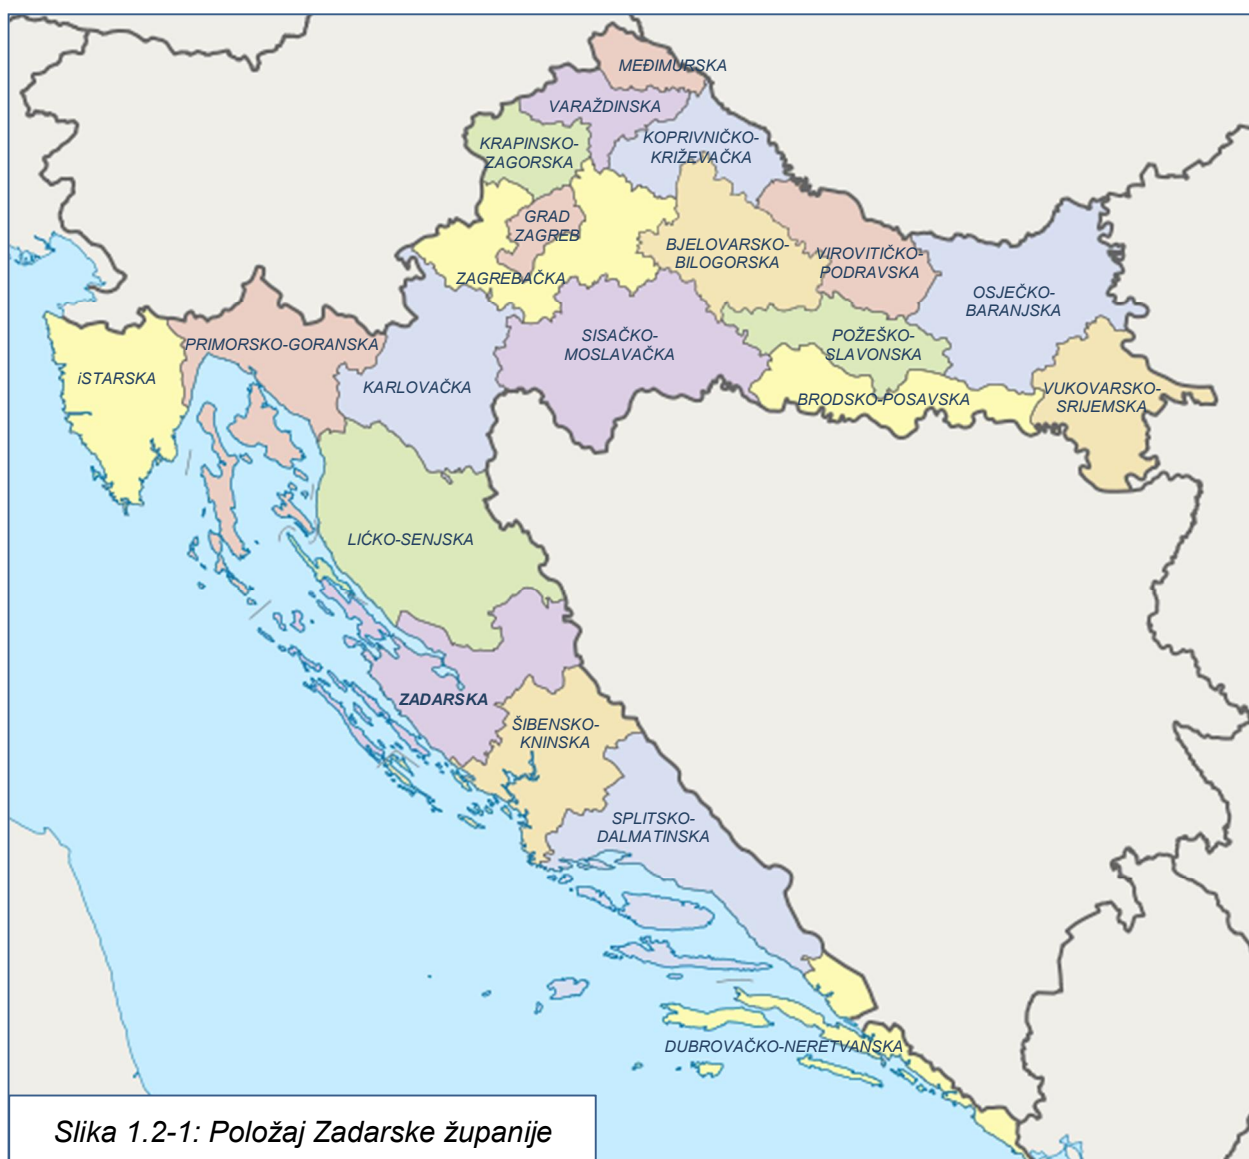 MEĐIMURSKA
VARAŽDINSKA
KRAPINSKO-
ZAGORSKA
KOPRIVNIČKO-
KRIŽEVAČKA
GRAD
ZAGREB
ZAGREBAČKA
BJELOVARSKO-
BILOGORSKA
VIROVITIČKO-
PODRAVSKA
OSJEČKO-
BARANJSKA
PRIMORSKO-GORANSKA
SISAČKO-
MOSLAVAČKA
POŽEŠKO-
SLAVONSKA
iSTARSKA
KARLOVAČKA
BRODSKO-POSAVSKA
VUKOVARSKO-
SRIJEMSKA
LIĆKO-SENJSKA
ZADARSKA
ŠIBENSKO-
KNINSKA
SPLITSKO-
DALMATINSKA
DUBROVAČKO-NERETVANSKA
Slika 1.2-1: Položaj Zadarske županije